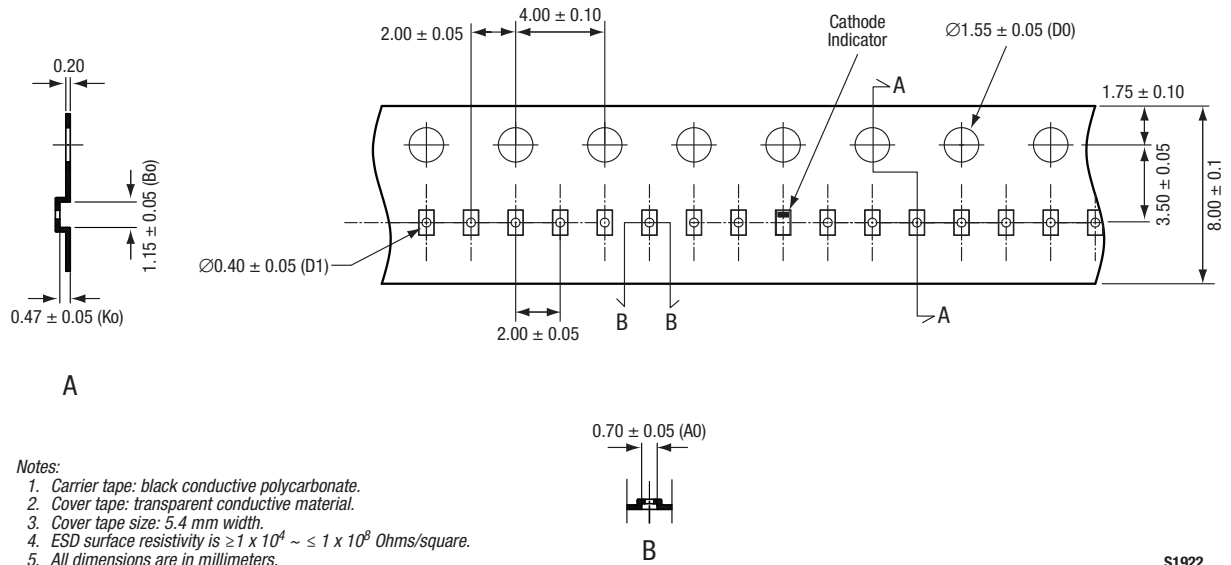 4.00 ± 0.10
2.00 ± 0.05
Cathode
Indicator
∅1.55 ± 0.05 (D0)
0.20
A
1.75 ± 0.10
1.15 ± 0.05 (Bo)
3.50 ± 0.05
8.00 ± 0.1
∅0.40 ± 0.05 (D1)
0.47 ± 0.05 (Ko)
B
B
A
2.00 ± 0.05
A
0.70 ± 0.05 (A0)
Notes:
1. Carrier tape: black conductive polycarbonate.
2. Cover tape: transparent conductive material.
3. Cover tape size: 5.4 mm width.
4. ESD surface resistivity is ≥1 x 10⁴ ~ ≤ 1 x 10⁸ Ohms/square.
5. All dimensions are in millimeters.
B
S1922